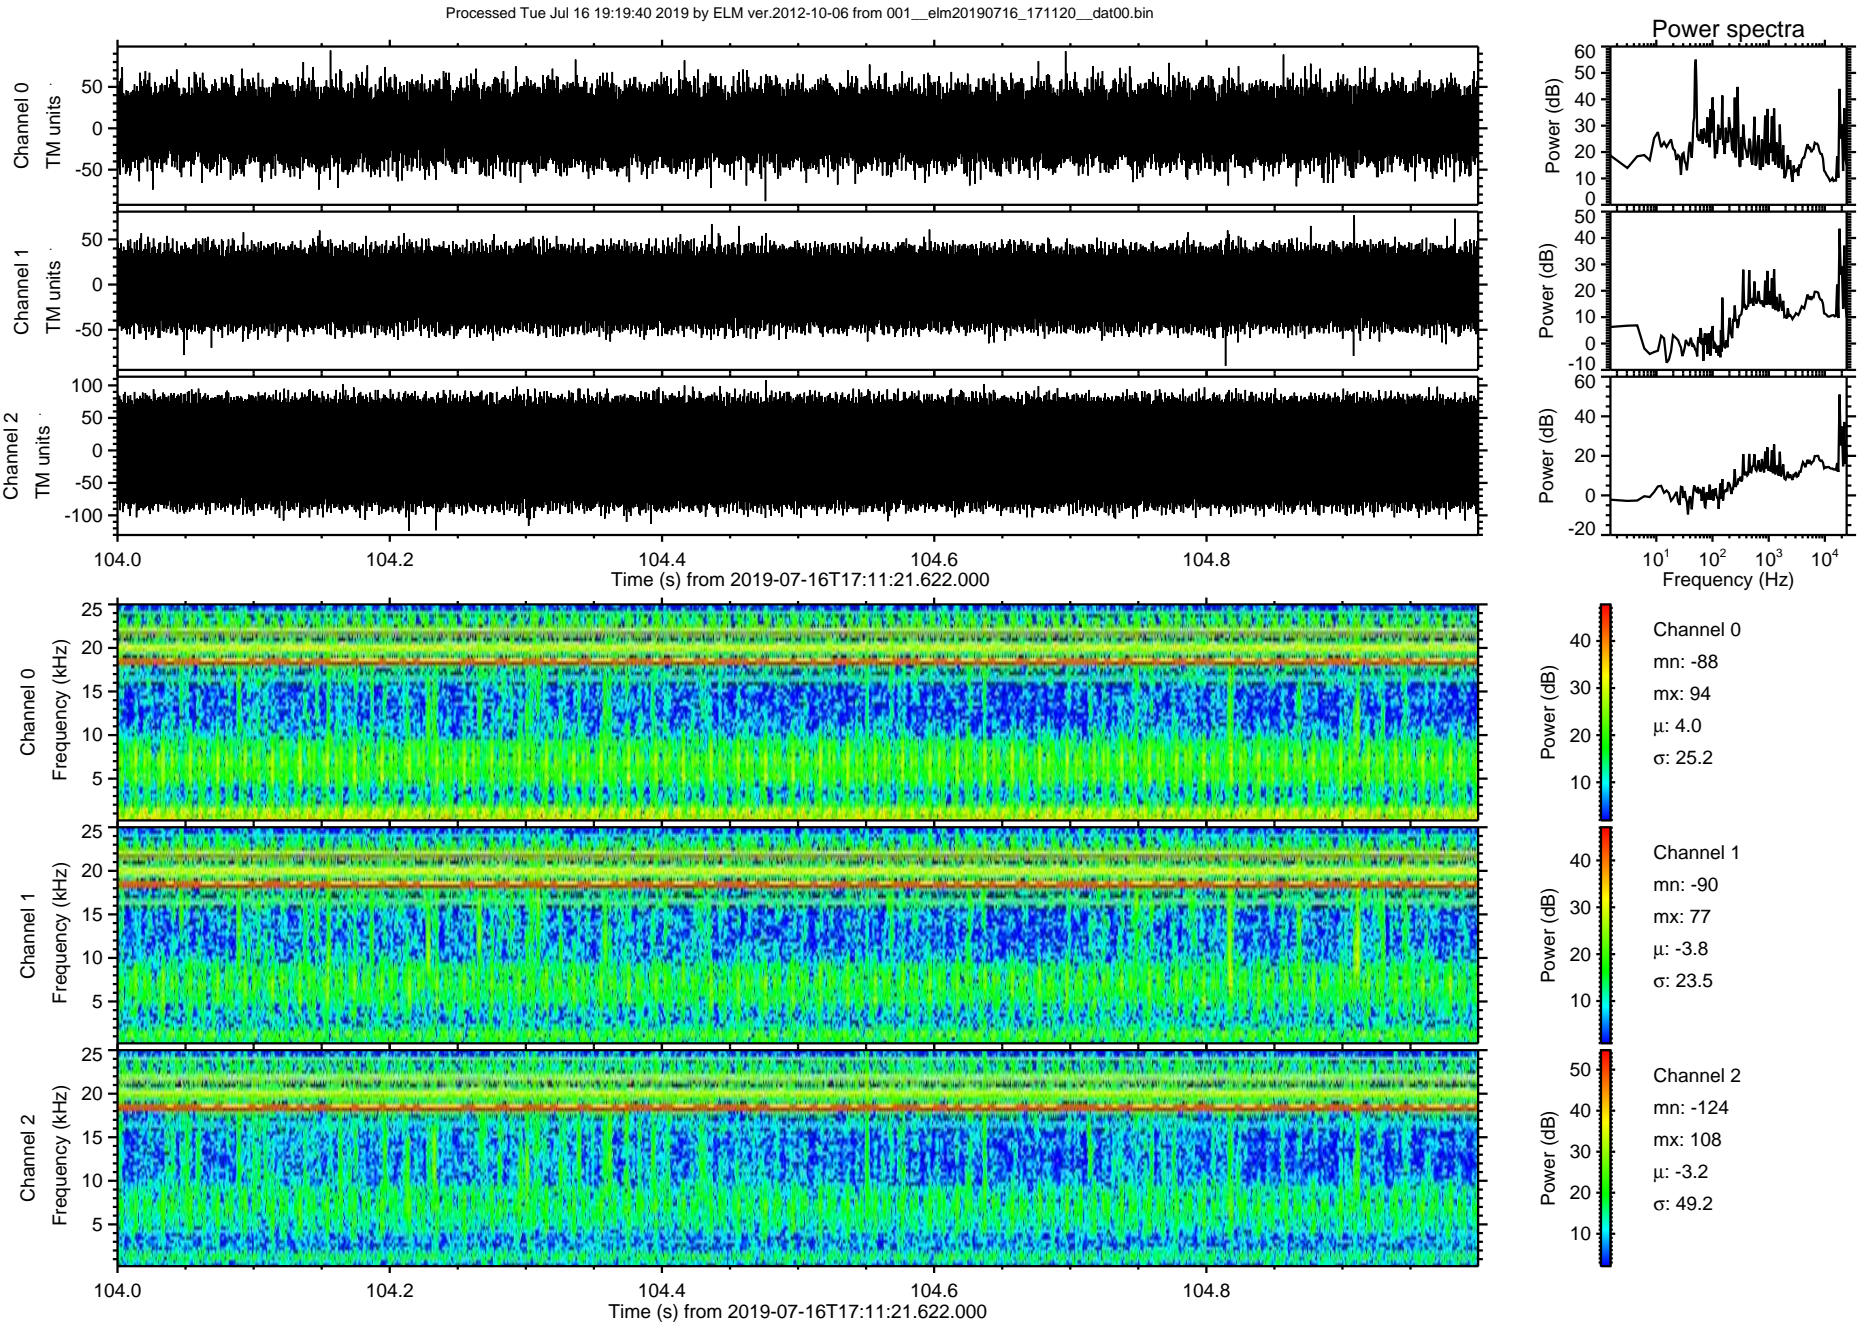 Processed Tue Jul 16 19:19:40 2019 by ELM ver.2012-10-06 from 001__elm20190716_171120__dat00.bin
Power spectra
Channel 0
TM units
50
0
-50
Power (dB)
60
50
40
30
20
10
0
Channel 1
TM units
50
0
-50
Power (dB)
50
40
30
20
10
0
-10
Channel 2
TM units
100
50
0
-50
-100
Power (dB)
60
40
20
0
-20
104.0 104.2 104.4 104.6 104.8
Time (s) from 2019-07-16T17:11:21.622.000
10^1 10^2 10^3 10^4
Frequency (Hz)
Channel 0
Frequency (kHz)
25
20
15
10
5
Power (dB)
40
30
20
10
Channel 0
mn: -88
mx: 94
μ: 4.0
σ: 25.2
Channel 1
Frequency (kHz)
25
20
15
10
5
Power (dB)
40
30
20
10
Channel 1
mn: -90
mx: 77
μ: -3.8
σ: 23.5
Channel 2
Frequency (kHz)
25
20
15
10
5
Power (dB)
50
40
30
20
10
Channel 2
mn: -124
mx: 108
μ: -3.2
σ: 49.2
104.0 104.2 104.4 104.6 104.8
Time (s) from 2019-07-16T17:11:21.622.000